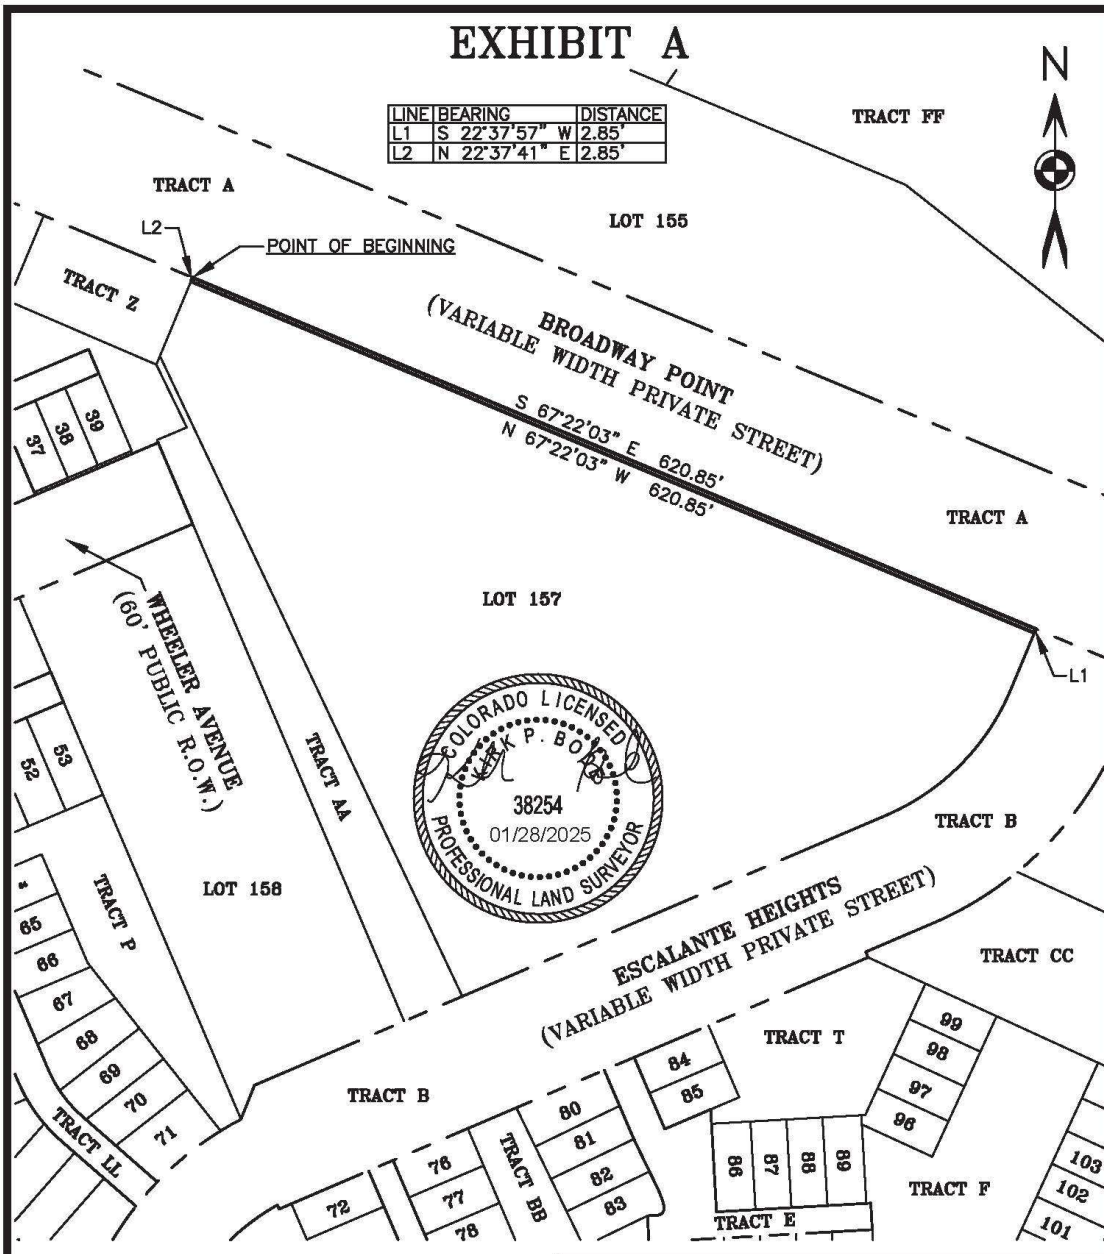 EXHIBIT A
N
LINE BEARING DISTANCE
L1 S 22°37'57" W 2.85'
L2 N 22°37'41" E 2.85'
TRACT FF
TRACT A
LOT 155
L2
POINT OF BEGINNING
TRACT Z
BROADWAY POINT
(VARIABLE WIDTH PRIVATE STREET)
S 67°22'03" E 620.85'
N 67°22'03" W 620.85'
39
38
37
TRACT A
LOT 157
WHEELER AVENUE
(60' PUBLIC R.O.W.)
L1
COLORADO LICENSED
KIRK P. BODE
38254
01/28/2025
PROFESSIONAL LAND SURVEYOR
53
52
TRACT AA
TRACT B
LOT 158
TRACT P
ESCALANTE HEIGHTS
(VARIABLE WIDTH PRIVATE STREET)
TRACT CC
65
66
67
68
69
70
71
TRACT LL
TRACT B
TRACT T
99
98
97
96
84
85
80
81
82
83
TRACT BB
76
77
78
72
86
87
88
89
TRACT E
TRACT F
103
102
101